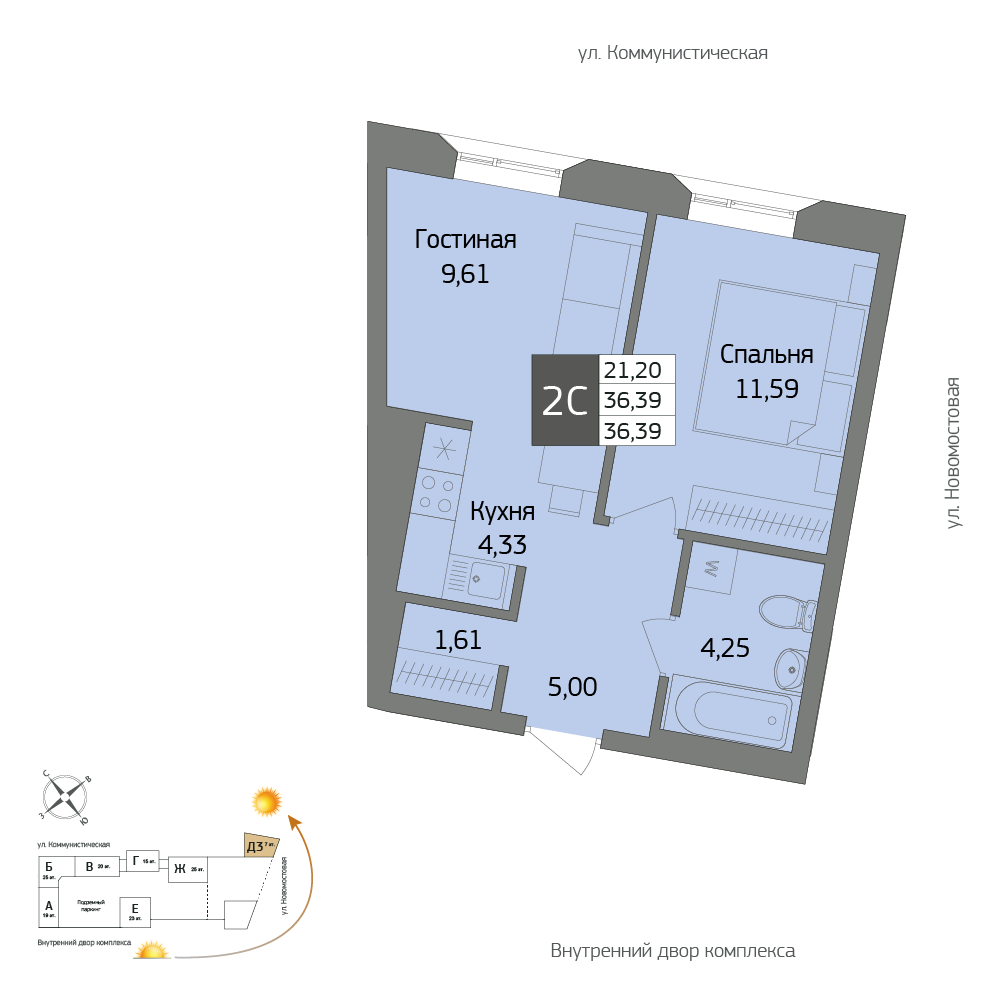 ул. Коммунистическая
Гостиная
9,61
Спальня
11,59
2С
21,20
36,39
36,39
ул. Новомостовая
Кухня
4,33
1,61
5,00
4,25
С
В
З
Ю
ул. Коммунистическая
Б
25 эт.
В
20 эт.
Г 15 эт.
Ж 25 эт.
Д3 7 эт.
А
19 эт.
Подземный
паркинг
Е
23 эт.
ул. Новомостовая
Внутренний двор комплекса
Внутренний двор комплекса